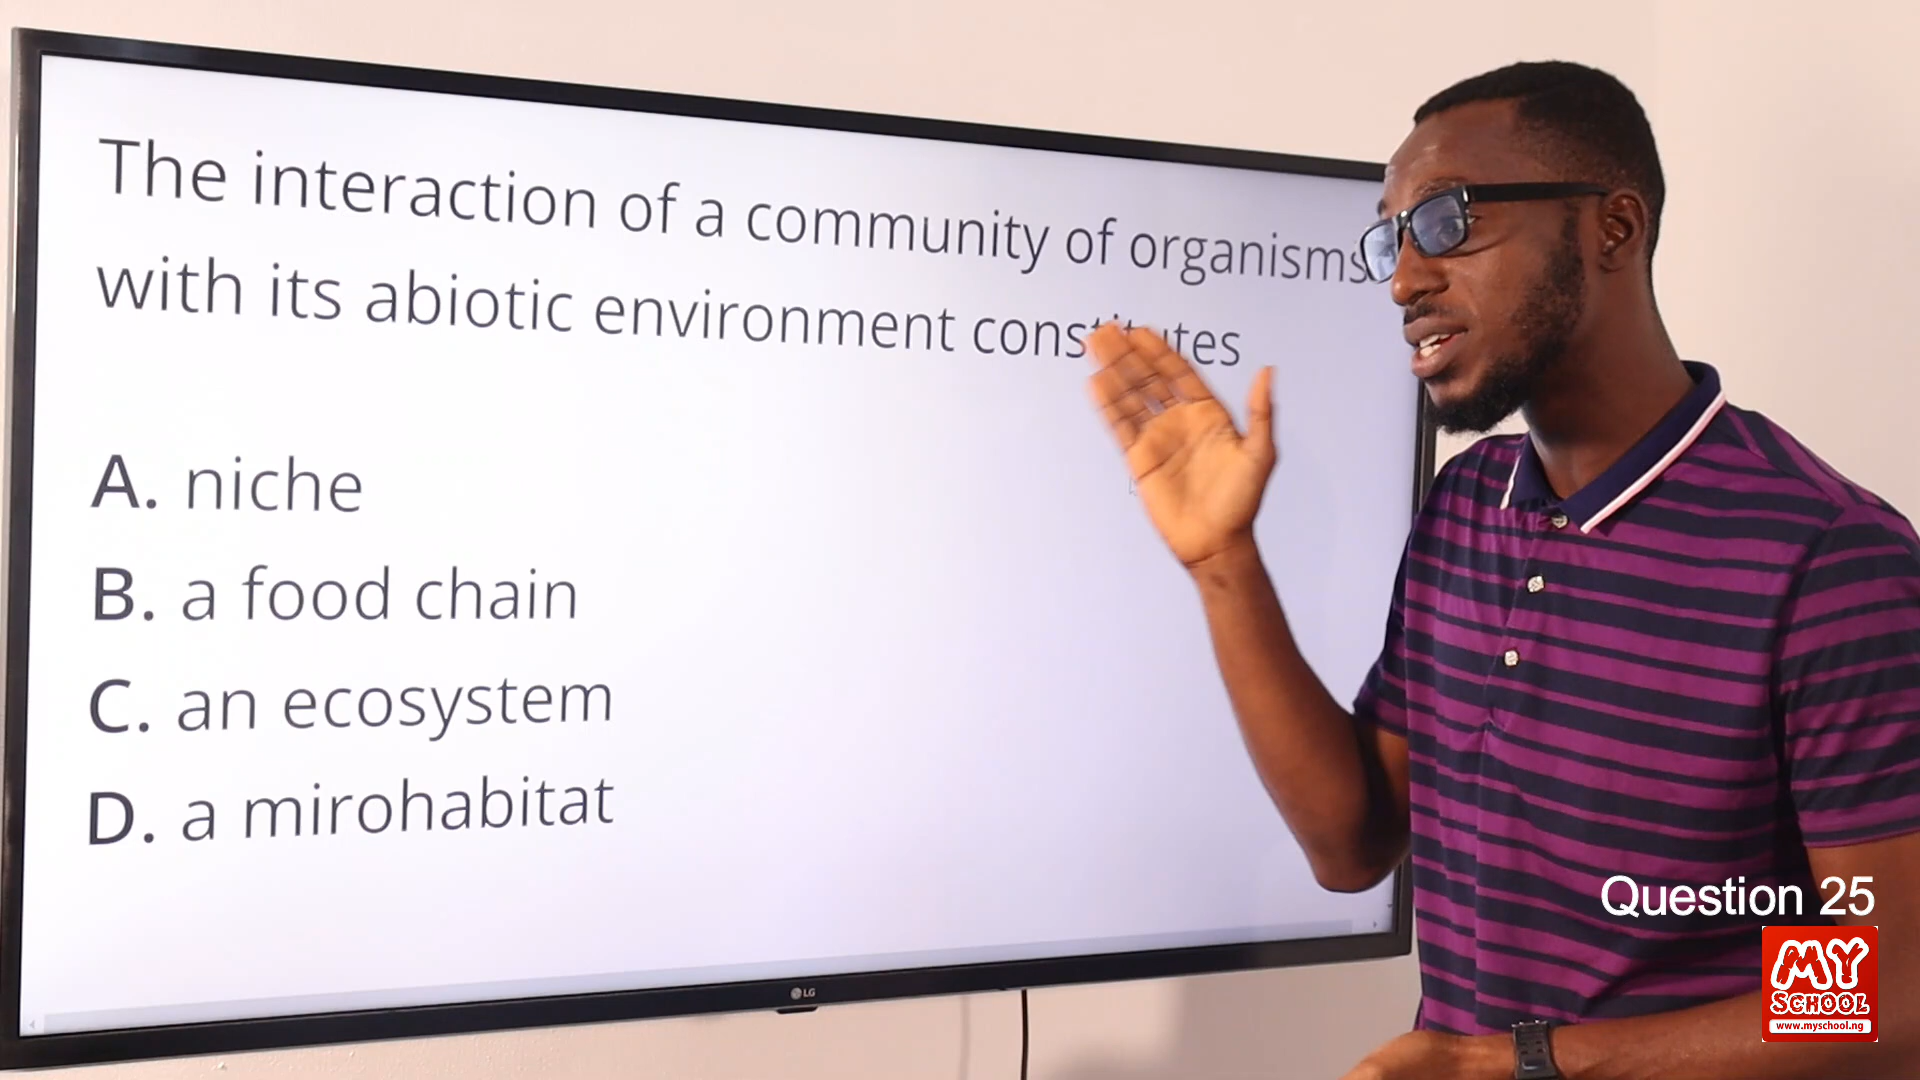 The interaction of a community of organisms
with its abiotic environment constitutes
A. niche
B. a food chain
C. an ecosystem
D. a mirohabitat
LG
Question 25
MY
SCHOOL
www.myschool.ng